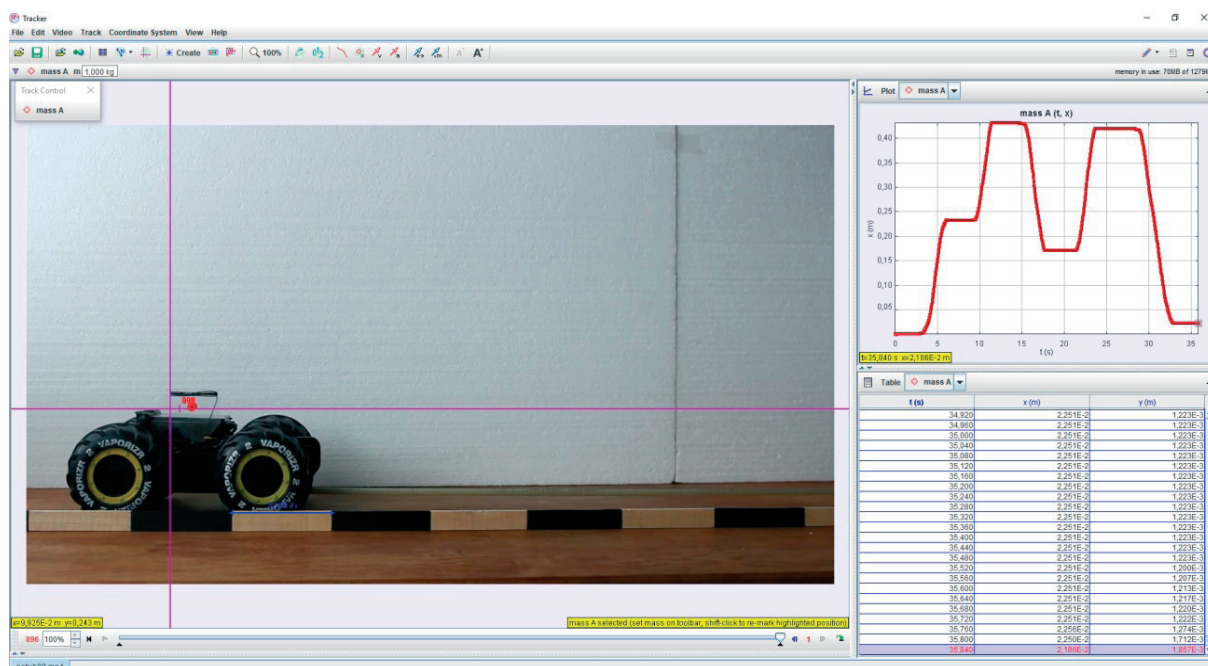 Tracker
File Edit Video Track Coordinate System View Help
Create 100%
mass A m 1,000 kg
memory in use: 70MB of 1279M
Track Control
mass A
Plot mass A
mass A (t, x)
0,40
0,35
0,30
0,25
0,20
0,15
0,10
0,05
x (m)
0 5 10 15 20 25 30 35
t (s)
t=35,840 s x=2,186E-2 m
898
VAPORIZR 2
VAPORIZR 2
Table mass A
t (s) x (m) y (m)
34,920 2,251E-2 1,223E-3
34,960 2,251E-2 1,223E-3
35,000 2,251E-2 1,223E-3
35,040 2,251E-2 1,223E-3
35,080 2,251E-2 1,223E-3
35,120 2,251E-2 1,223E-3
35,160 2,251E-2 1,223E-3
35,200 2,251E-2 1,223E-3
35,240 2,251E-2 1,223E-3
35,280 2,251E-2 1,223E-3
35,320 2,251E-2 1,223E-3
35,360 2,251E-2 1,223E-3
35,400 2,251E-2 1,223E-3
35,440 2,251E-2 1,223E-3
35,480 2,251E-2 1,223E-3
35,520 2,251E-2 1,200E-3
35,560 2,251E-2 1,207E-3
35,600 2,251E-2 1,213E-3
35,640 2,251E-2 1,217E-3
35,680 2,251E-2 1,220E-3
35,720 2,251E-2 1,222E-3
35,760 2,256E-2 1,274E-3
35,800 2,250E-2 1,712E-3
35,840 2,186E-2 1,857E-3
x=9,925E-2 m y=0,243 m
mass A selected (set mass on toolbar, shift-click to re-mark highlighted position)
896 100% 1